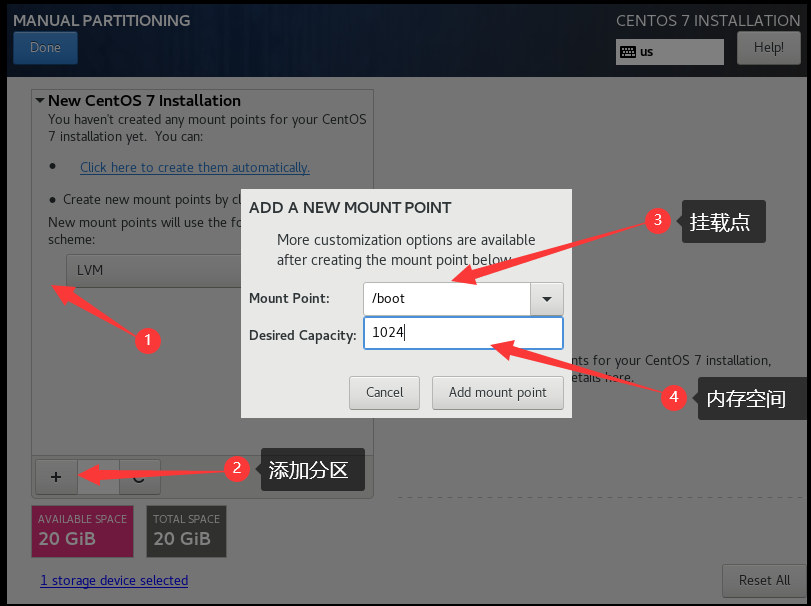 MANUAL PARTITIONING
CENTOS 7 INSTALLATION
Done
us
Help!
New CentOS 7 Installation
You haven't created any mount points for your CentOS
7 installation yet. You can:
Click here to create them automatically.
Create new mount points by cl
New mount points will use the fo
scheme:
LVM
1
ADD A NEW MOUNT POINT
More customization options are available
after creating the mount point below.
Mount Point:
/boot
Desired Capacity:
1024
Cancel
Add mount point
3
挂载点
nts for your CentOS 7 installation,
etails here.
4
内存空间
+
2
添加分区
AVAILABLE SPACE
20 GiB
TOTAL SPACE
20 GiB
1 storage device selected
Reset All